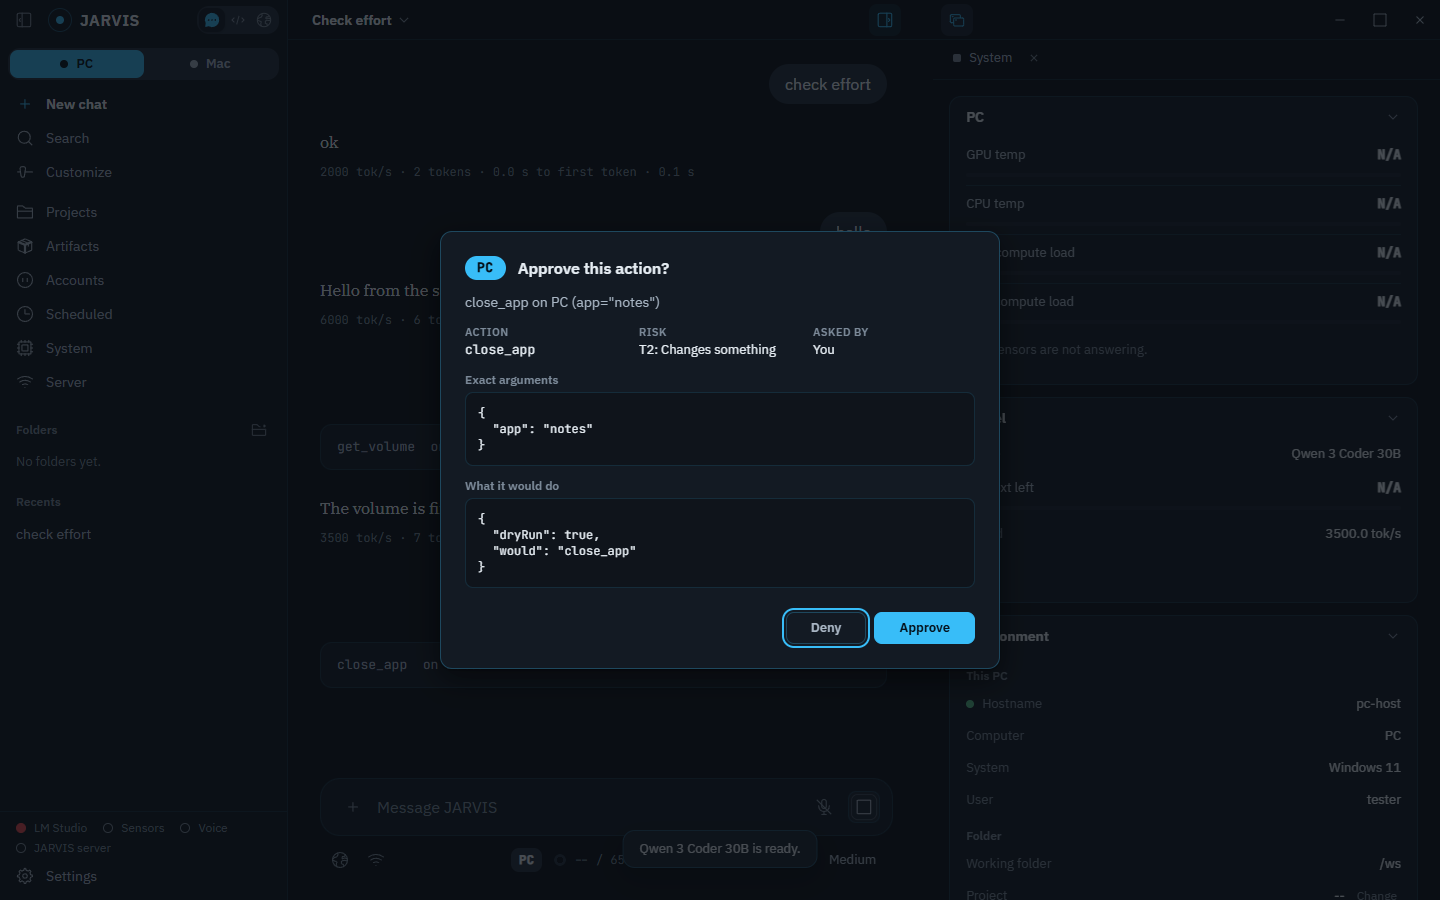 JARVIS
PC
Mac
New chat
Search
Customize
Projects
Artifacts
Accounts
Scheduled
System
Server
Folders
No folders yet.
Recents
check effort
LM Studio
Sensors
Voice
JARVIS server
Settings
Check effort
check effort
ok
2000 tok/s · 2 tokens · 0.0 s to first token · 0.1 s
hello
Hello from the s
6000 tok/s · 6 to
get_volume o
The volume is fi
3500 tok/s · 7 to
close_app on
PC
Approve this action?
close_app on PC (app="notes")
ACTION
close_app
RISK
T2: Changes something
ASKED BY
You
Exact arguments
{
"app": "notes"
}
What it would do
{
"dryRun": true,
"would": "close_app"
}
Deny
Approve
Message JARVIS
PC
-- / 65
Qwen 3 Coder 30B is ready.
Medium
System
PC
GPU temp
N/A
CPU temp
N/A
ompute load
N/A
ompute load
N/A
ensors are not answering.
Qwen 3 Coder 30B
xt left
N/A
3500.0 tok/s
onment
This PC
Hostname
pc-host
Computer
PC
System
Windows 11
User
tester
Folder
Working folder
/ws
Project
--
Change